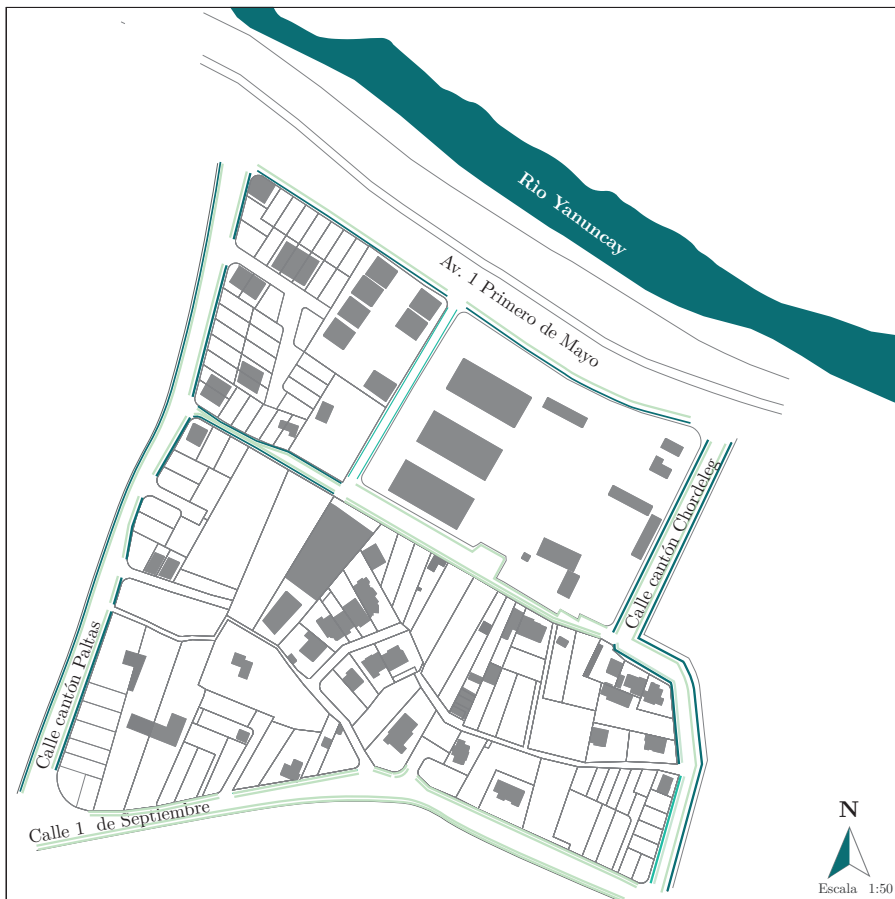 Rìo Yanuncay
Av. 1 Primero de Mayo
Calle cantón Chordeleg
Calle cantón Paltas
Calle 1 de Septiembre
N
Escala 1:50